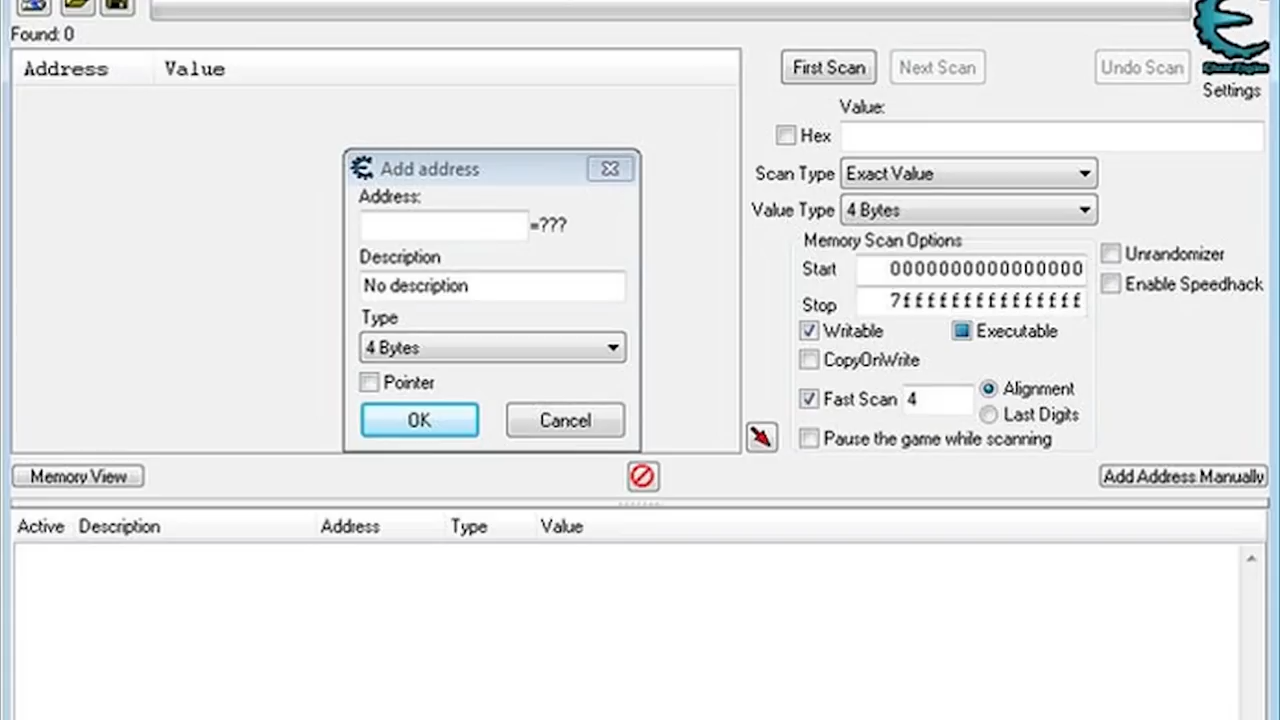 Found: 0
Address Value
First Scan Next Scan Undo Scan
Cheat Engine
Settings
Value:
Hex
Scan Type Exact Value
Value Type 4 Bytes
Memory Scan Options
Start 0000000000000000
Stop 7fffffffffffffff
Writable Executable
CopyOnWrite
Fast Scan 4 Alignment
Last Digits
Pause the game while scanning
Unrandomizer
Enable Speedhack
Add address
Address:
=???
Description
No description
Type
4 Bytes
Pointer
OK Cancel
Memory View Add Address Manually
Active Description Address Type Value